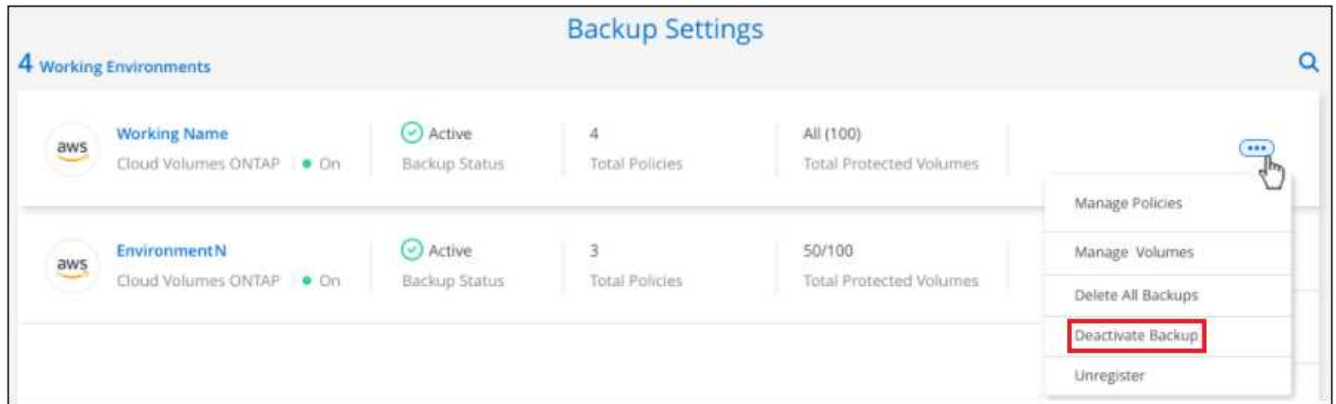 Backup Settings
4 Working Environments
aws
Working Name
Cloud Volumes ONTAP
On
Active
Backup Status
4
Total Policies
All (100)
Total Protected Volumes
Manage Policies
Manage Volumes
Delete All Backups
Deactivate Backup
Unregister
aws
EnvironmentN
Cloud Volumes ONTAP
On
Active
Backup Status
3
Total Policies
50/100
Total Protected Volumes